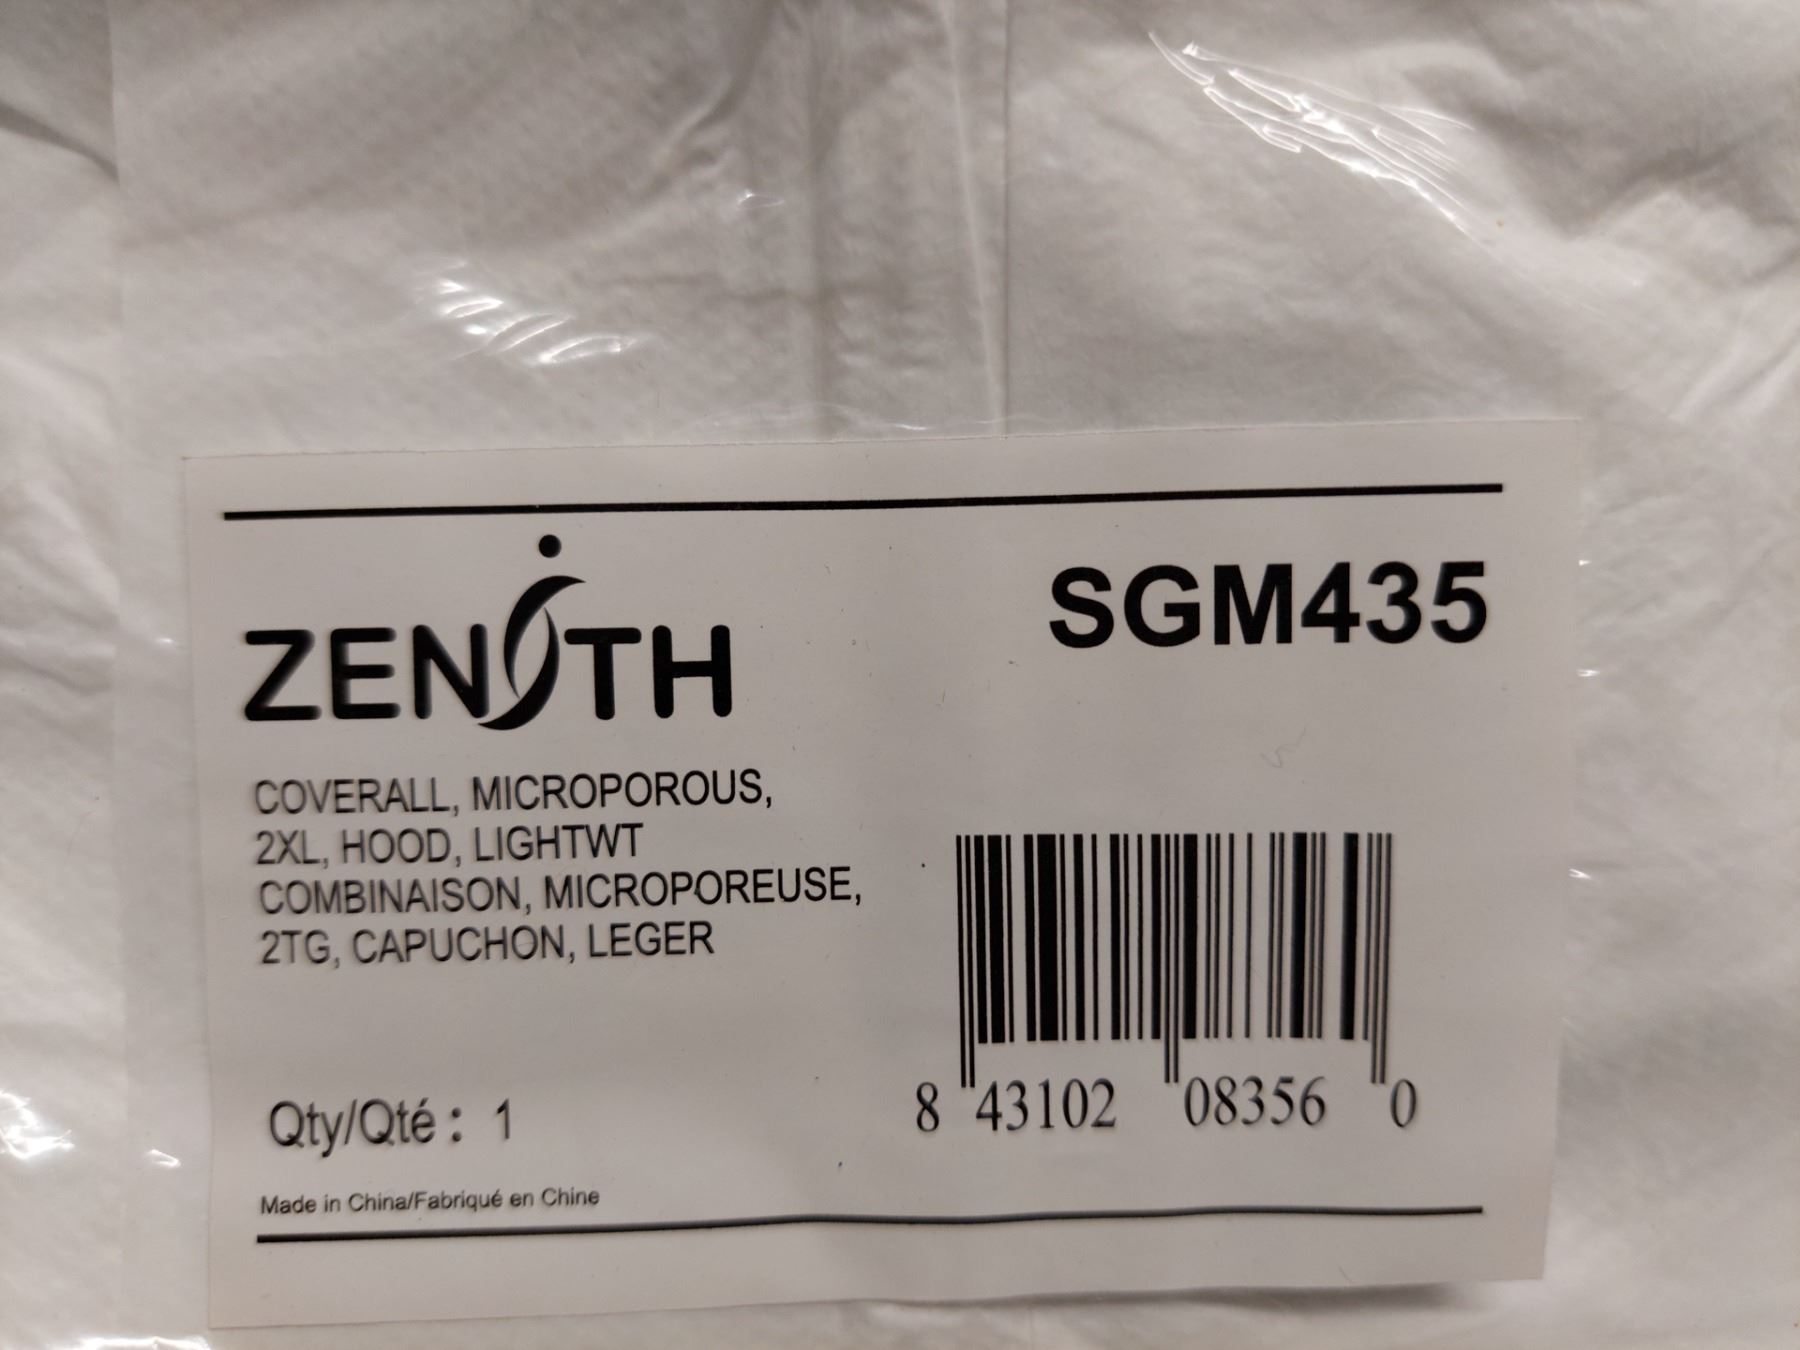 ZENITH
SGM435
COVERALL, MICROPOROUS,
2XL, HOOD, LIGHTWT
COMBINAISON, MICROPOREUSE,
2TG, CAPUCHON, LEGER
8 43102 08356 0
Qty/Qté : 1
Made in China/Fabriqué en Chine